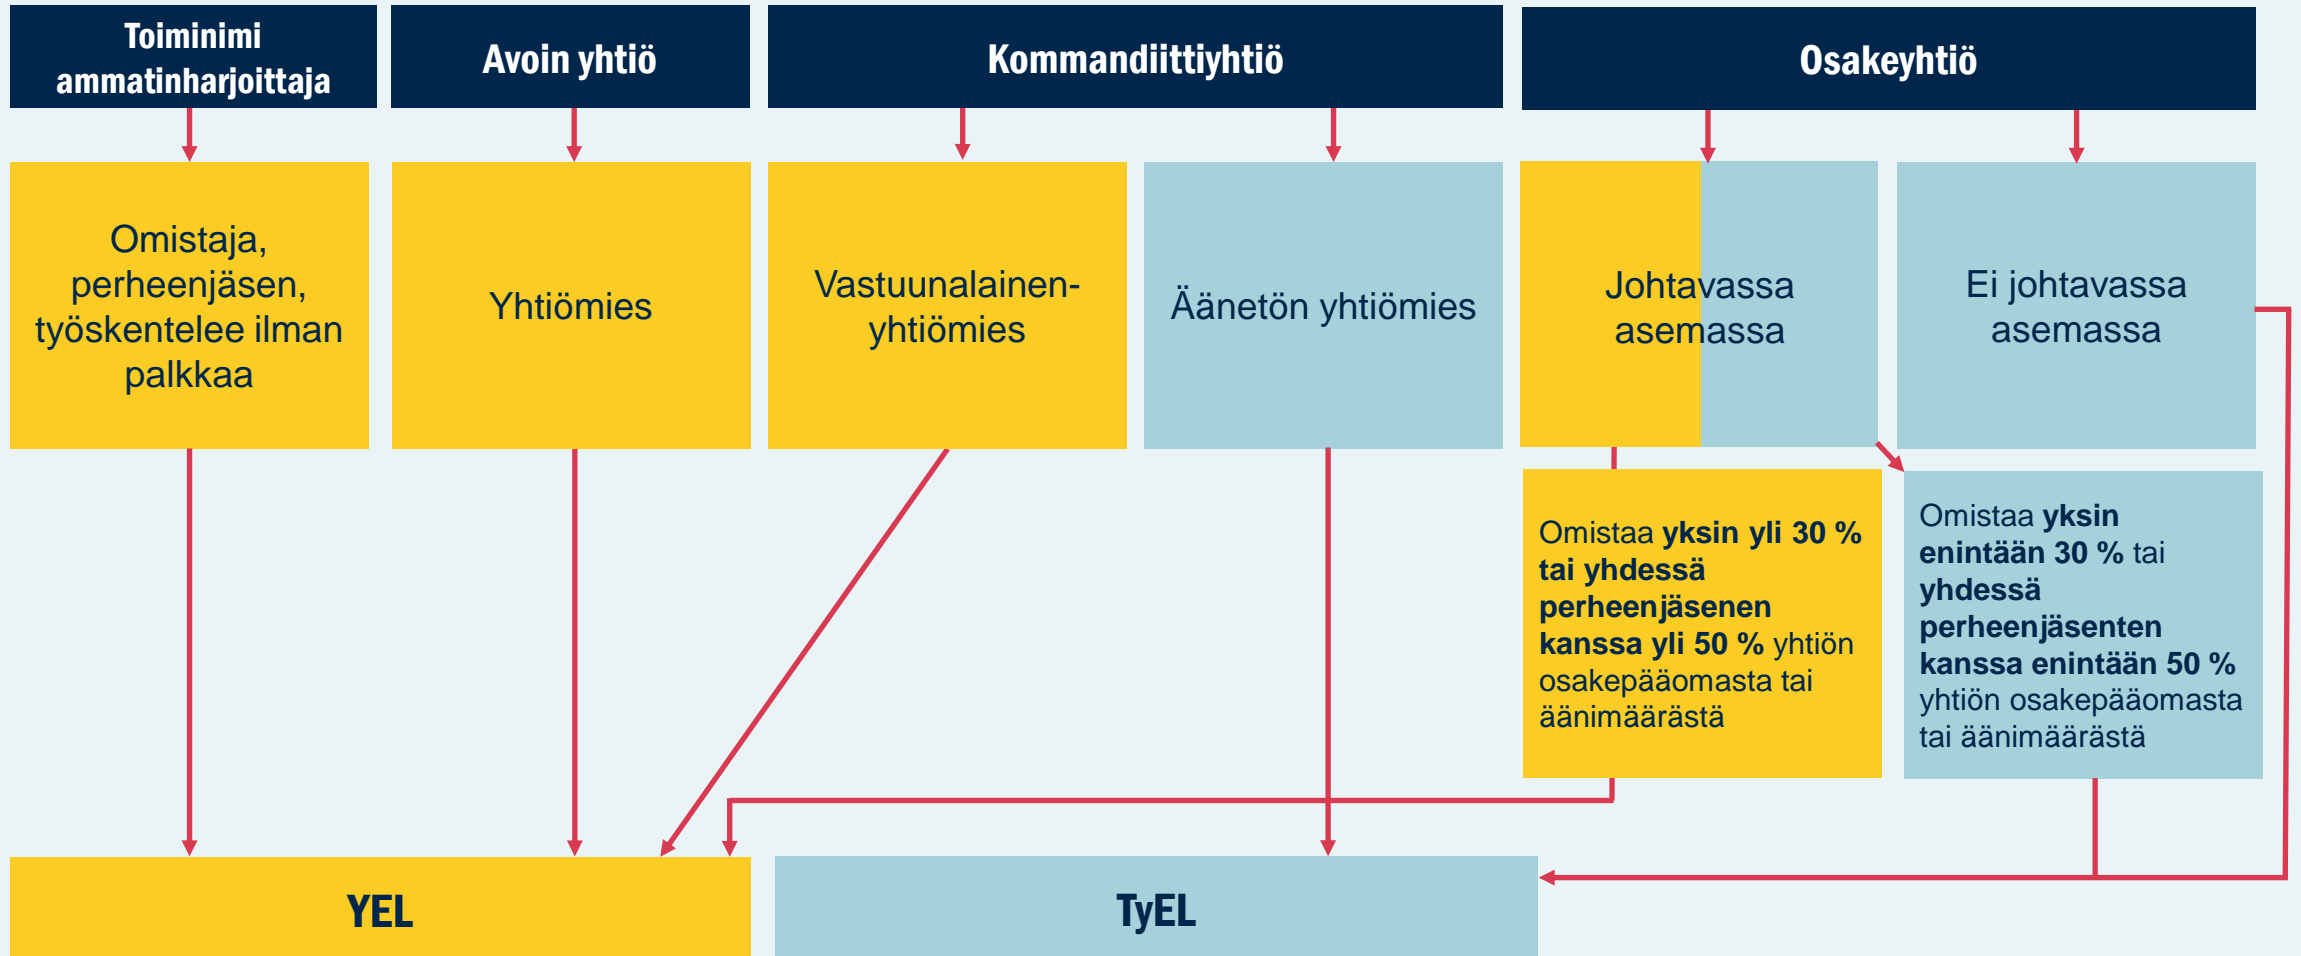 Toiminimi
ammatinharjoittaja
Avoin yhtiö
Kommandiittiyhtiö
Osakeyhtiö
Omistaja,
perheenjäsen,
työskentelee ilman
palkkaa
Yhtiömies
Vastuunalainen-
yhtiömies
Äänetön yhtiömies
Johtavassa
asemassa
Ei johtavassa
asemassa
Omistaa yksin yli 30 %
tai yhdessä
perheenjäsenen
kanssa yli 50 % yhtiön
osakepääomasta tai
äänimäärästä
Omistaa yksin
enintään 30 % tai
yhdessä
perheenjäsenten
kanssa enintään 50 %
yhtiön osakepääomasta
tai äänimäärästä
YEL
TyEL